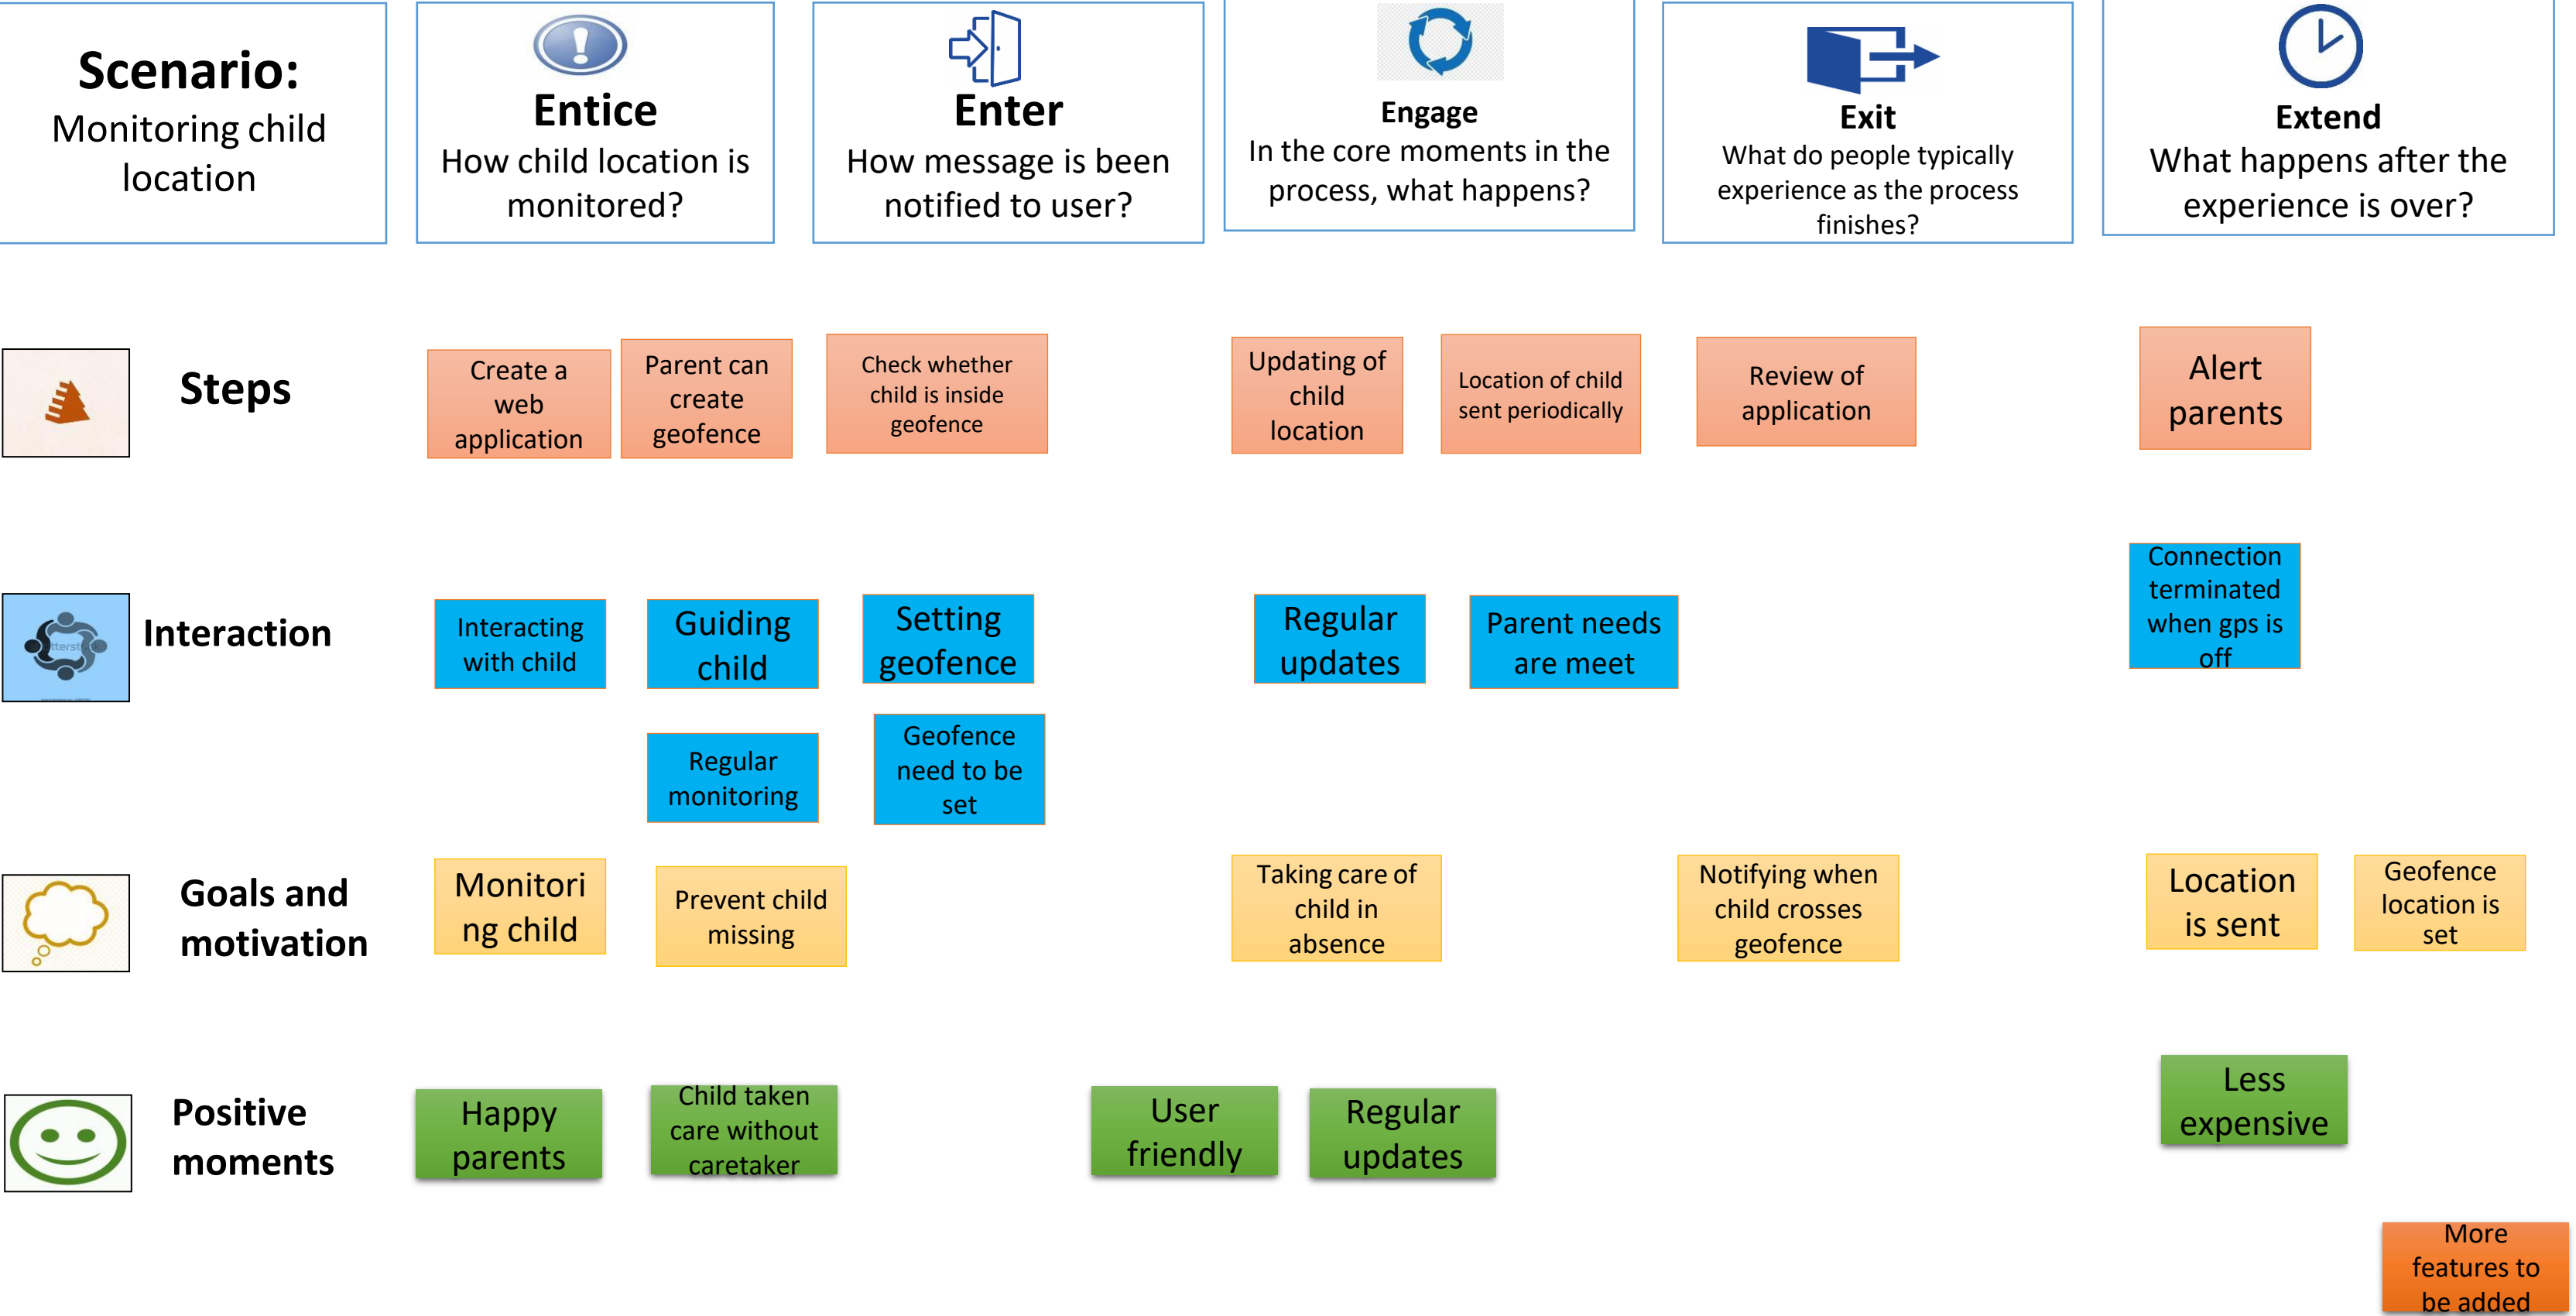 Scenario:
Monitoring child
location
Entice
How child location is
monitored?
Enter
How message is been
notified to user?
Engage
In the core moments in the
process, what happens?
Exit
What do people typically
experience as the process
finishes?
Extend
What happens after the
experience is over?
Steps
Create a
web
application
Parent can
create
geofence
Check whether
child is inside
geofence
Updating of
child
location
Location of child
sent periodically
Review of
application
Alert
parents
Interaction
Interacting
with child
Guiding
child
Setting
geofence
Regular
updates
Parent needs
are meet
Connection
terminated
when gps is
off
Regular
monitoring
Geofence
need to be
set
Goals and
motivation
Monitori
ng child
Prevent child
missing
Taking care of
child in
absence
Notifying when
child crosses
geofence
Location
is sent
Geofence
location is
set
Positive
moments
Happy
parents
Child taken
care without
caretaker
User
friendly
Regular
updates
Less
expensive
More
features to
be added